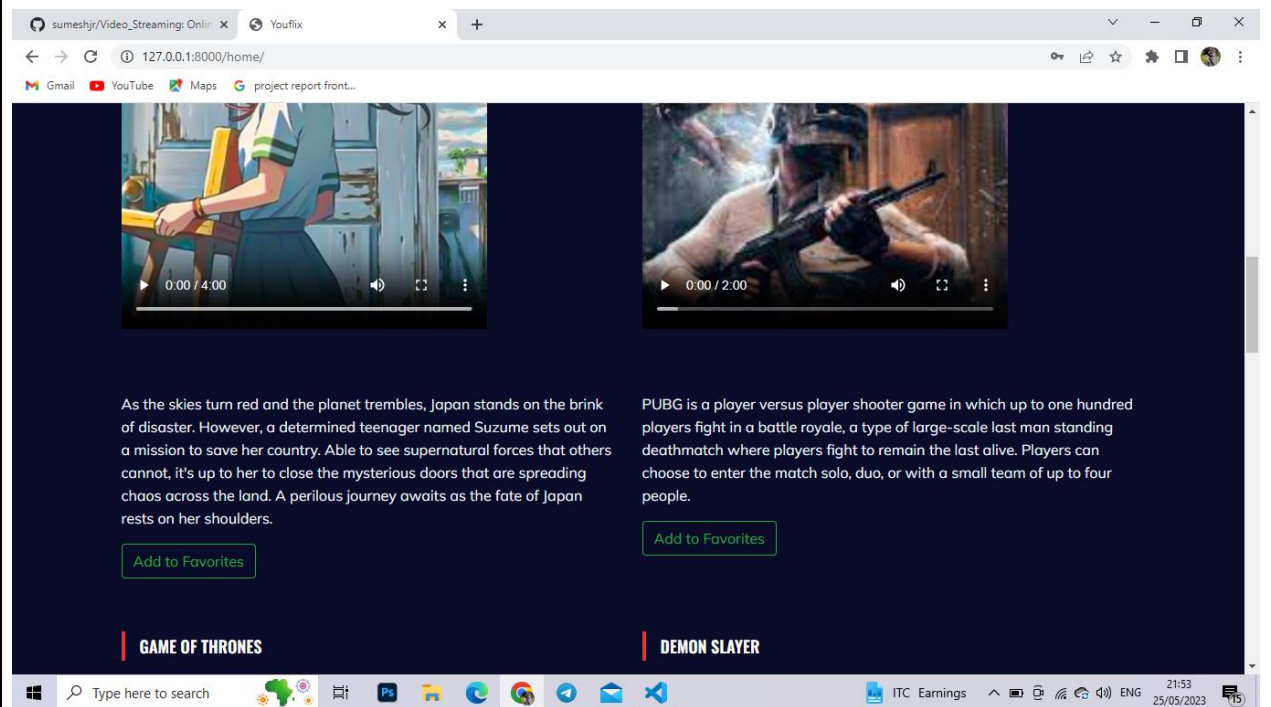 sumeshjr/Video_Streaming: Onlin
Youflix
127.0.0.1:8000/home/
Gmail
YouTube
Maps
project report front...
0:00 / 4:00
0:00 / 2:00
As the skies turn red and the planet trembles, Japan stands on the brink
of disaster. However, a determined teenager named Suzume sets out on
a mission to save her country. Able to see supernatural forces that others
cannot, it's up to her to close the mysterious doors that are spreading
chaos across the land. A perilous journey awaits as the fate of Japan
rests on her shoulders.
Add to Favorites
PUBG is a player versus player shooter game in which up to one hundred
players fight in a battle royale, a type of large-scale last man standing
deathmatch where players fight to remain the last alive. Players can
choose to enter the match solo, duo, or with a small team of up to four
people.
Add to Favorites
GAME OF THRONES
DEMON SLAYER
Type here to search
Ps
ITC Earnings
ENG
21:53
25/05/2023
15